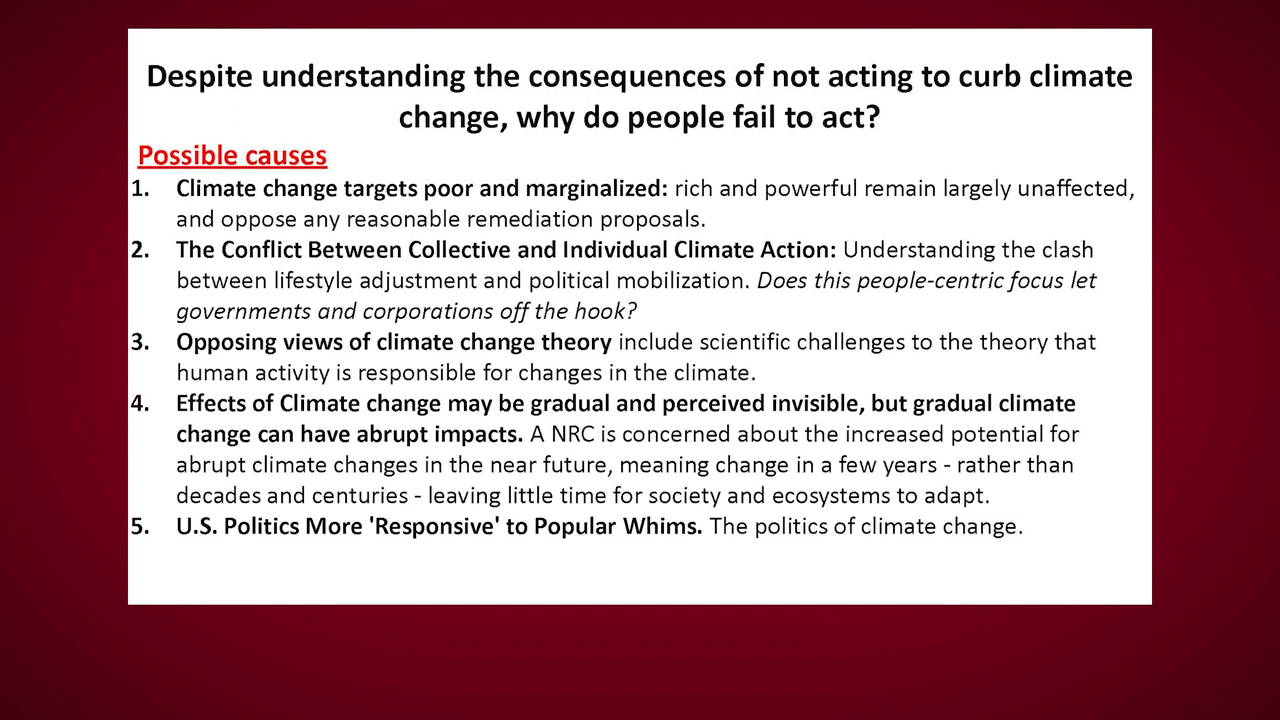 Despite understanding the consequences of not acting to curb climate
change, why do people fail to act?
Possible causes
1. Climate change targets poor and marginalized: rich and powerful remain largely unaffected,
and oppose any reasonable remediation proposals.
2. The Conflict Between Collective and Individual Climate Action: Understanding the clash
between lifestyle adjustment and political mobilization. Does this people-centric focus let
governments and corporations off the hook?
3. Opposing views of climate change theory include scientific challenges to the theory that
human activity is responsible for changes in the climate.
4. Effects of Climate change may be gradual and perceived invisible, but gradual climate
change can have abrupt impacts. A NRC is concerned about the increased potential for
abrupt climate changes in the near future, meaning change in a few years - rather than
decades and centuries - leaving little time for society and ecosystems to adapt.
5. U.S. Politics More 'Responsive' to Popular Whims. The politics of climate change.